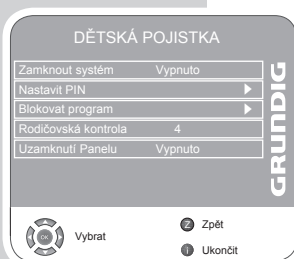 DĚTSKÁ POJISTKA
Zamknout systém Vypnuto
Nastavit PIN
Blokovat program
Rodičovská kontrola 4
Uzamknutí Panelu Vypnuto
GRUNDIG
OK
Vybrat
Z Zpět
i Ukončit